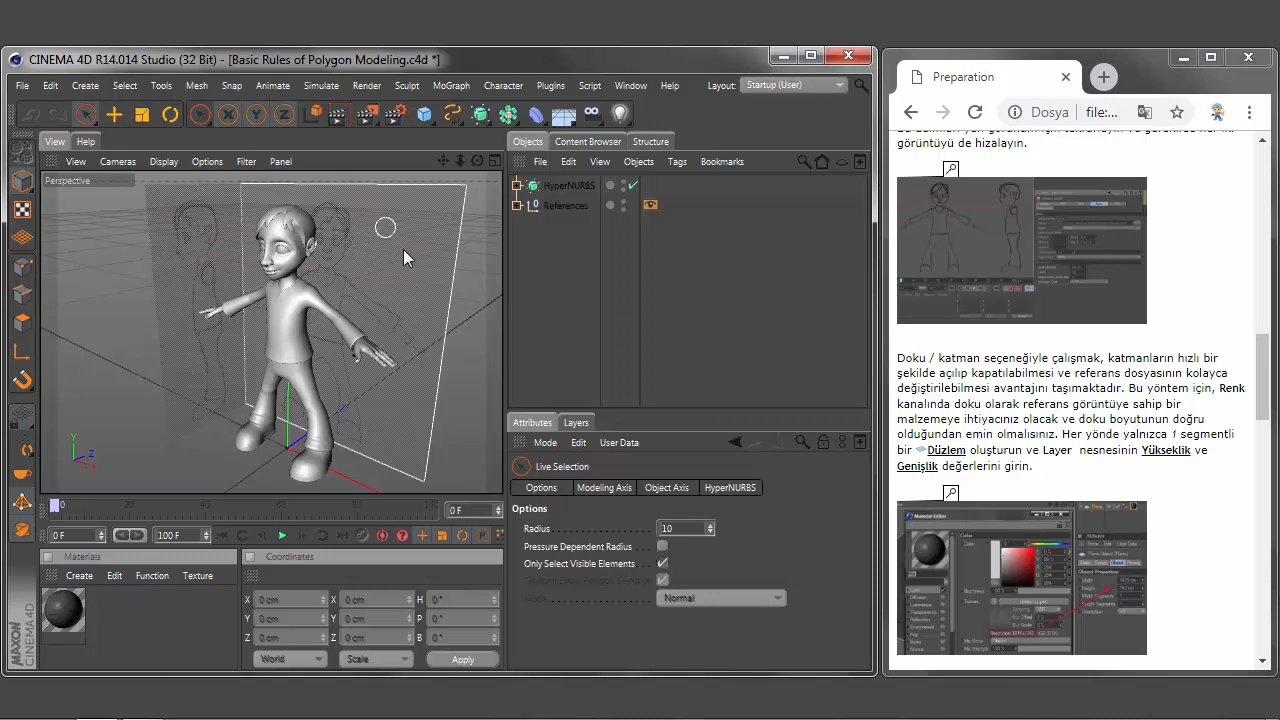 CINEMA 4D R14.014 Studio (32 Bit) - [Basic Rules of Polygon Modeling.c4d *]
File Edit Create Select Tools Mesh Snap Animate Simulate Render Sculpt MoGraph Character Plugins Script Window Help Layout: Startup (User)
View Help
View Cameras Display Options Filter Panel
Perspective
Y
Z
X
0
20
40
60
80
100
0 F
0 F
100 F
Materials
Create Edit Function Texture
Coordinates
X 0 cm X 0 cm H 0 °
Y 0 cm Y 0 cm P 0 °
Z 0 cm Z 0 cm B 0 °
World Scale Apply
MAXON CINEMA 4D
Objects Content Browser Structure
File Edit View Objects Tags Bookmarks
HyperNURBS
References
Attributes Layers
Mode Edit User Data
Live Selection
Options Modeling Axis Object Axis HyperNURBS
Options
Radius 10
Pressure Dependent Radius
Only Select Visible Elements
Normal
Preparation
Dosya file:...
görüntüyü de hizalayın.
Doku / katman seçeneğiyle çalışmak, katmanların hızlı bir
şekilde açılıp kapatılabilmesi ve referans dosyasının kolayca
değiştirilebilmesi avantajını taşımaktadır. Bu yöntem için, Renk
kanalında doku olarak referans görüntüye sahip bir
malzemeye ihtiyacınız olacak ve doku boyutunun doğru
olduğundan emin olmalısınız. Her yönde yalnızca 1 segmentli
bir Düzlem oluşturun ve Layer nesnesinin Yükseklik ve
Genişlik değerlerini girin.
Material Editor